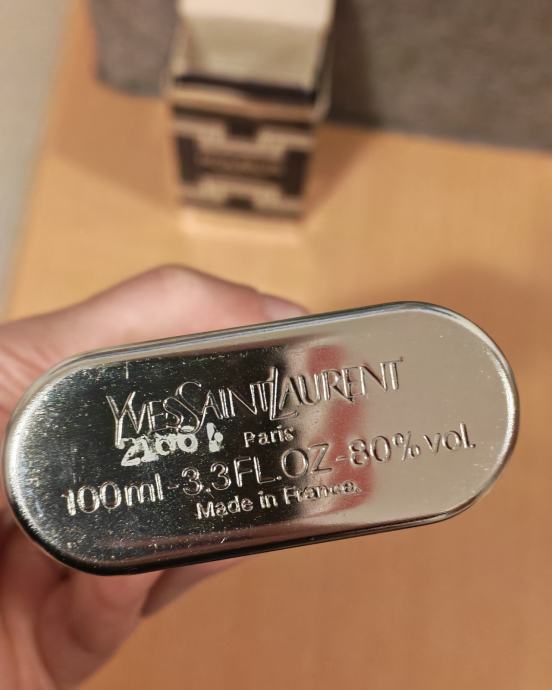 YVESSAINTLAURENT
Paris
100ml-3.3FL.OZ-80% vol.
Made in France.